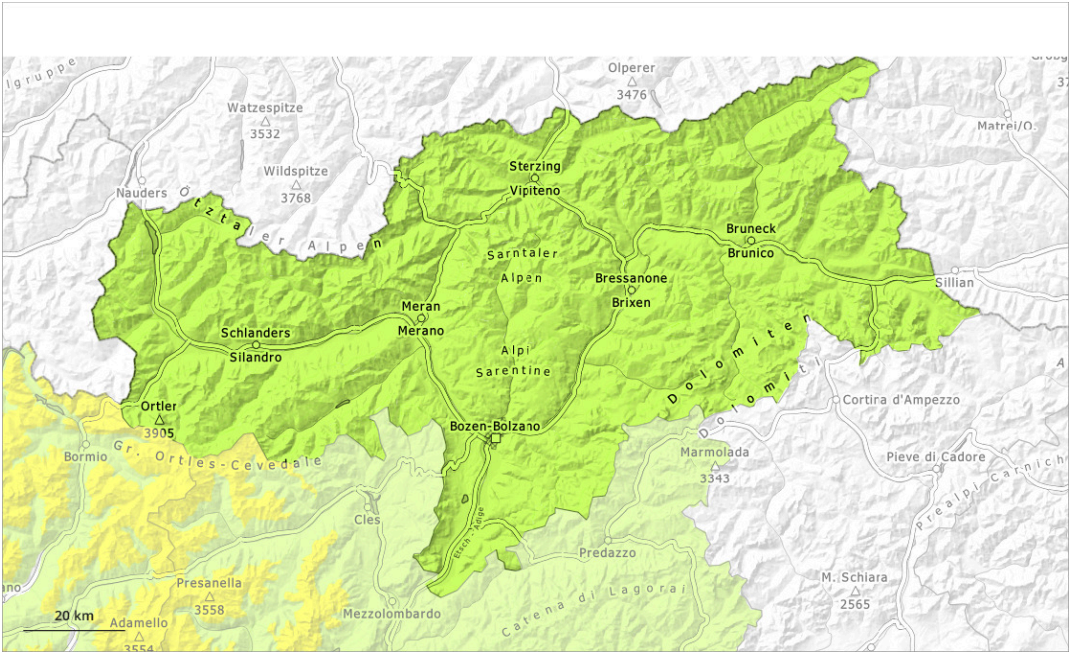 lgruppe
Olperer
3476
Watzespitze
3532
Matrei/O.
Sterzing
Vipiteno
Wildspitze
3768
Nauders
Ötztaler Alpen
Bruneck
Brunico
Sarntaler
Alpen
Bressanone
Brixen
Sillian
Meran
Merano
Schlanders
Silandro
Alpi
Sarentine
Dolomiten
Dolomiti
Ortler
3905
Cortina d'Ampezzo
Bozen-Bolzano
Bormio
Gr. Ortles-Cevedale
Marmolada
3343
Pieve di Cadore
Prealpi Carnich
Cles
Etsch - Adige
Predazzo
Presanella
3558
M. Schiara
2565
ano
Mezzolombardo
Catena di Lagorai
20 km
Adamello
3554